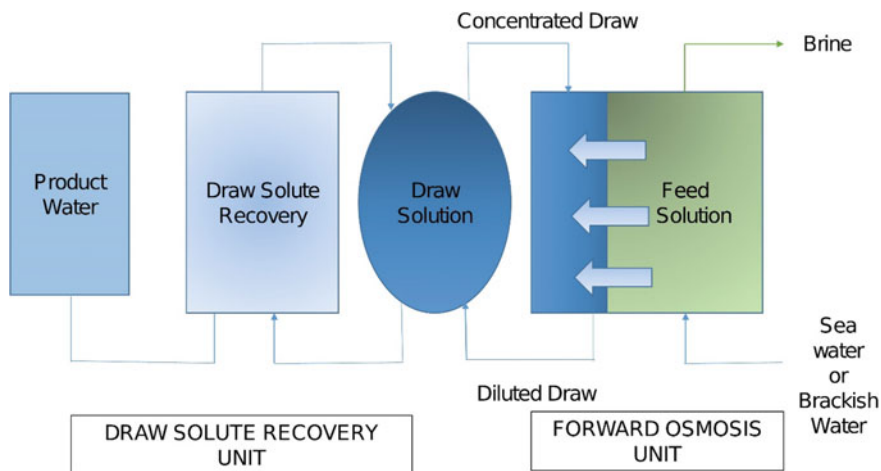 Concentrated Draw
Brine
Product
Water
Draw Solute
Recovery
Draw
Solution
Feed
Solution
Sea
water
or
Brackish
Water
Diluted Draw
DRAW SOLUTE RECOVERY
UNIT
FORWARD OSMOSIS
UNIT